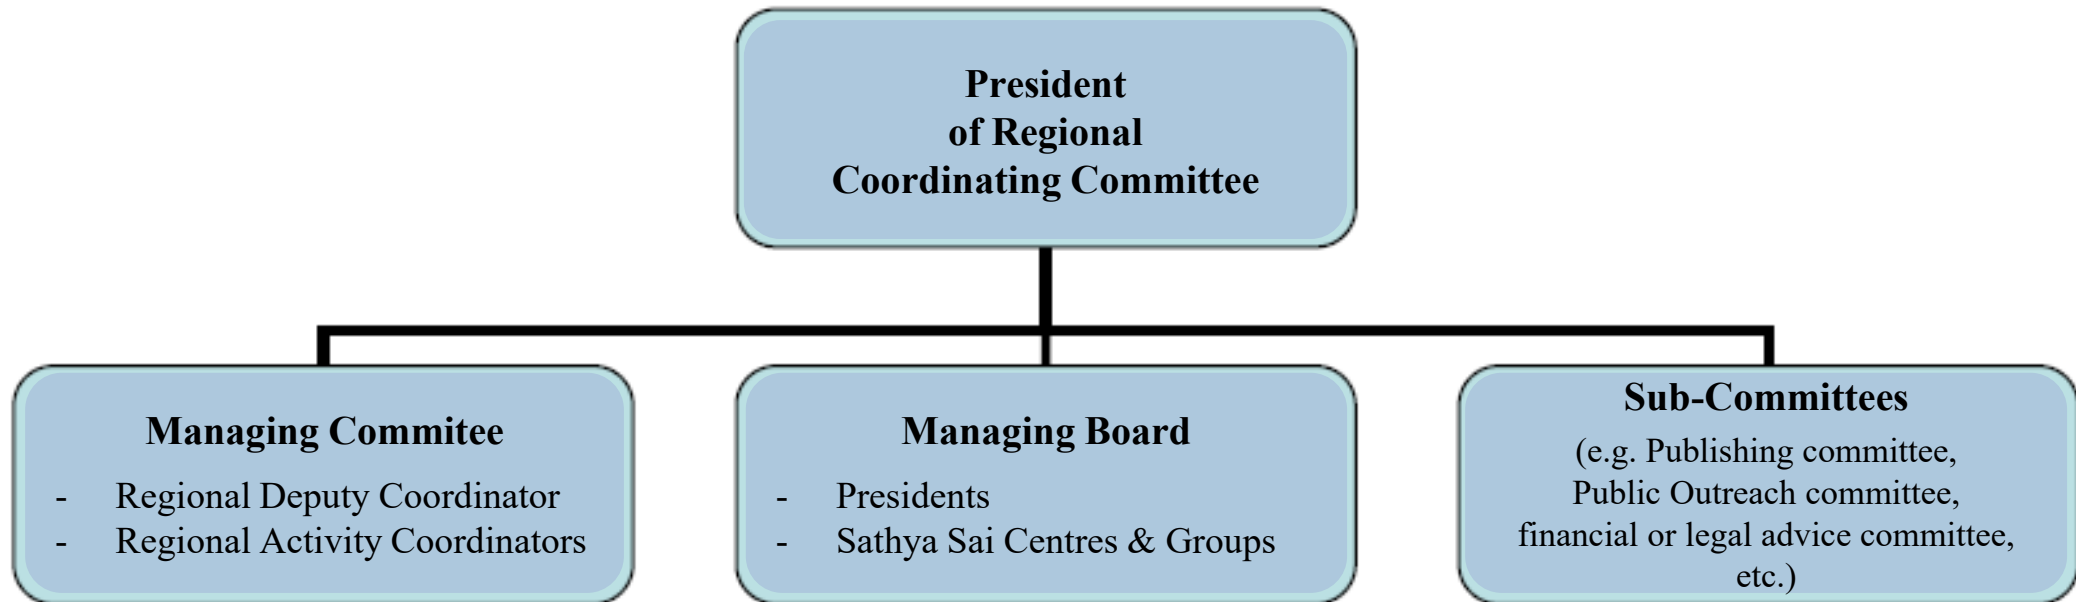 President
of Regional
Coordinating Committee
Managing Commitee
- Regional Deputy Coordinator
- Regional Activity Coordinators
Managing Board
- Presidents
- Sathya Sai Centres & Groups
Sub-Committees
(e.g. Publishing committee,
Public Outreach committee,
financial or legal advice committee,
etc.)